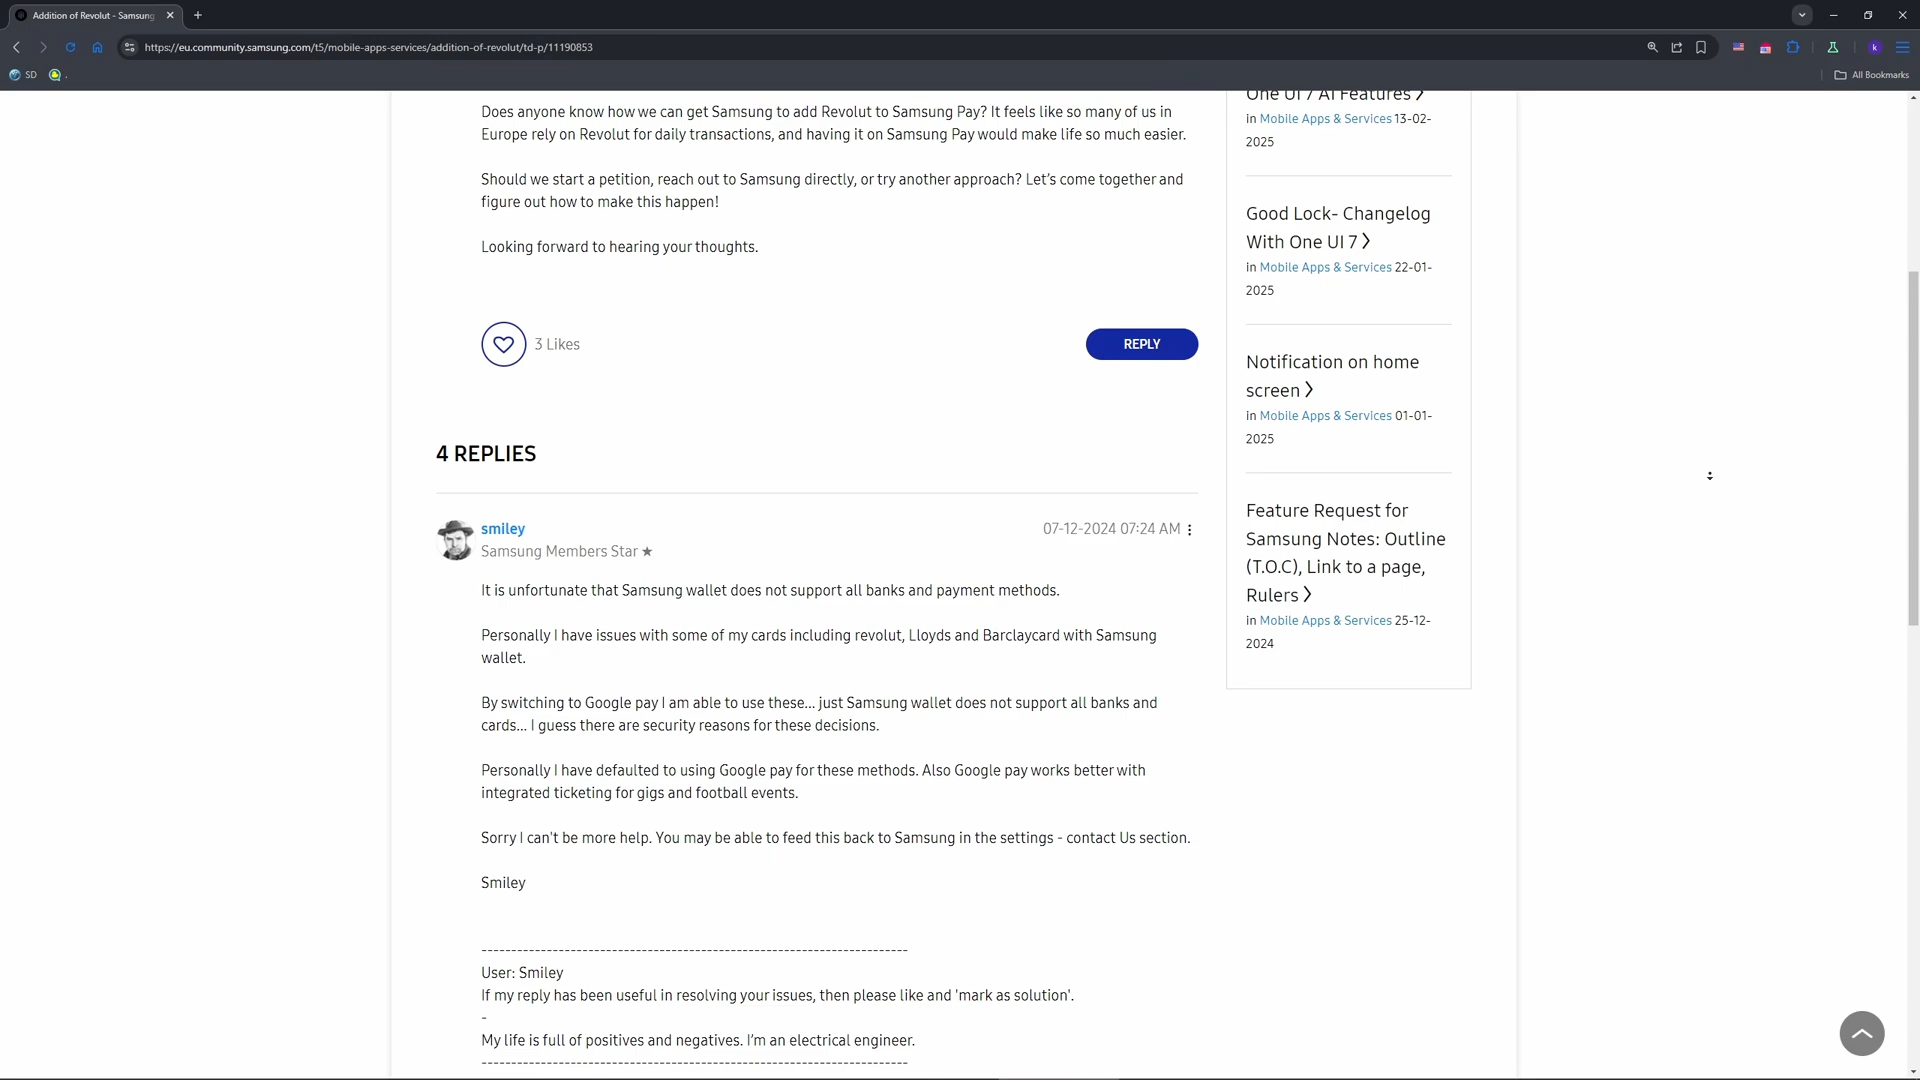 Addition of Revolut - Samsung
https://eu.community.samsung.com/t5/mobile-apps-services/addition-of-revolut/td-p/11190853
k
SD
.
All Bookmarks
Does anyone know how we can get Samsung to add Revolut to Samsung Pay? It feels like so many of us in
Europe rely on Revolut for daily transactions, and having it on Samsung Pay would make life so much easier.
Should we start a petition, reach out to Samsung directly, or try another approach? Let's come together and
figure out how to make this happen!
Looking forward to hearing your thoughts.
3 Likes
REPLY
4 REPLIES
smiley
07-12-2024 07:24 AM
Samsung Members Star ★
It is unfortunate that Samsung wallet does not support all banks and payment methods.
Personally I have issues with some of my cards including revolut, Lloyds and Barclaycard with Samsung
wallet.
By switching to Google pay I am able to use these... just Samsung wallet does not support all banks and
cards... I guess there are security reasons for these decisions.
Personally I have defaulted to using Google pay for these methods. Also Google pay works better with
integrated ticketing for gigs and football events.
Sorry I can't be more help. You may be able to feed this back to Samsung in the settings - contact Us section.
Smiley
-----------------------------------------------------------------------
User: Smiley
If my reply has been useful in resolving your issues, then please like and 'mark as solution'.
-
My life is full of positives and negatives. I'm an electrical engineer.
-----------------------------------------------------------------------
One UI 7 AI Features
in Mobile Apps & Services 13-02-
2025
Good Lock- Changelog
With One UI 7
in Mobile Apps & Services 22-01-
2025
Notification on home
screen
in Mobile Apps & Services 01-01-
2025
Feature Request for
Samsung Notes: Outline
(T.O.C), Link to a page,
Rulers
in Mobile Apps & Services 25-12-
2024